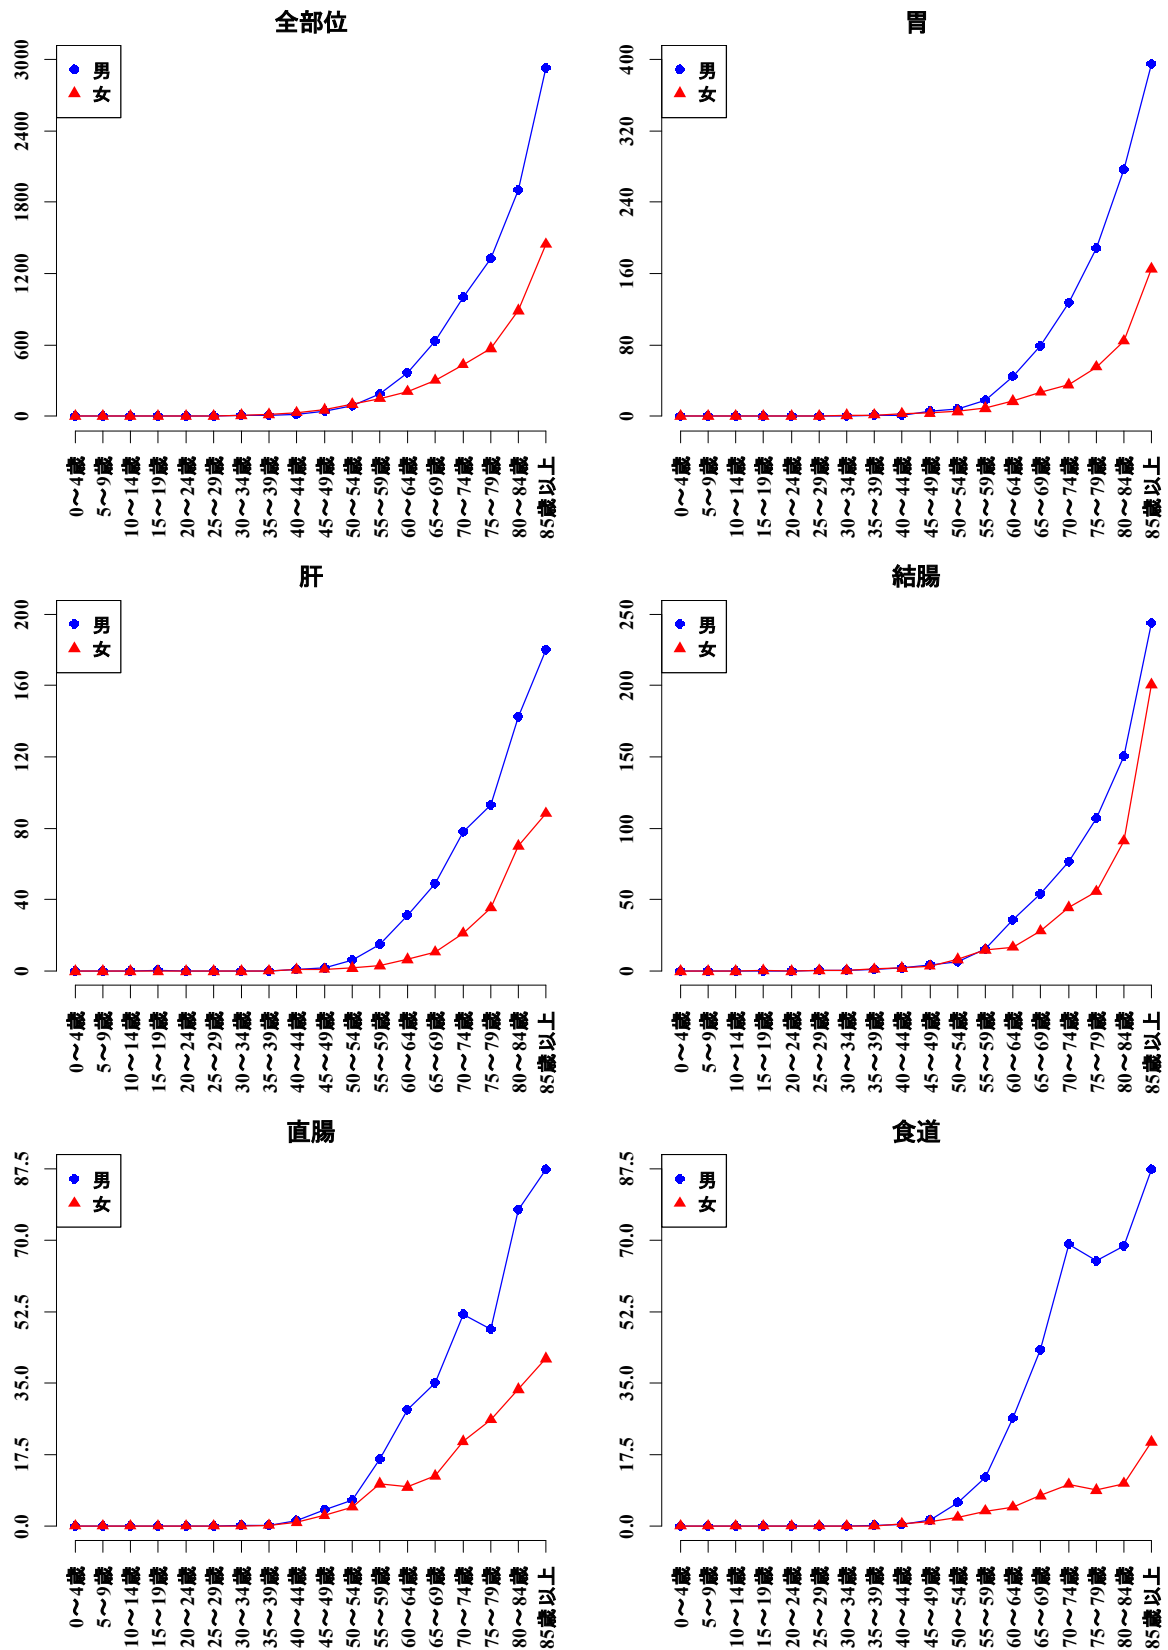 全部位
3000
2400
1800
1200
600
0
男
女
0～4歳
5～9歳
10～14歳
15～19歳
20～24歳
25～29歳
30～34歳
35～39歳
40～44歳
45～49歳
50～54歳
55～59歳
60～64歳
65～69歳
70～74歳
75～79歳
80～84歳
85歳以上
胃
400
320
240
160
80
0
男
女
0～4歳
5～9歳
10～14歳
15～19歳
20～24歳
25～29歳
30～34歳
35～39歳
40～44歳
45～49歳
50～54歳
55～59歳
60～64歳
65～69歳
70～74歳
75～79歳
80～84歳
85歳以上
肝
200
160
120
80
40
0
男
女
0～4歳
5～9歳
10～14歳
15～19歳
20～24歳
25～29歳
30～34歳
35～39歳
40～44歳
45～49歳
50～54歳
55～59歳
60～64歳
65～69歳
70～74歳
75～79歳
80～84歳
85歳以上
結腸
250
200
150
100
50
0
男
女
0～4歳
5～9歳
10～14歳
15～19歳
20～24歳
25～29歳
30～34歳
35～39歳
40～44歳
45～49歳
50～54歳
55～59歳
60～64歳
65～69歳
70～74歳
75～79歳
80～84歳
85歳以上
直腸
87.5
70.0
52.5
35.0
17.5
0.0
男
女
0～4歳
5～9歳
10～14歳
15～19歳
20～24歳
25～29歳
30～34歳
35～39歳
40～44歳
45～49歳
50～54歳
55～59歳
60～64歳
65～69歳
70～74歳
75～79歳
80～84歳
85歳以上
食道
87.5
70.0
52.5
35.0
17.5
0.0
男
女
0～4歳
5～9歳
10～14歳
15～19歳
20～24歳
25～29歳
30～34歳
35～39歳
40～44歳
45～49歳
50～54歳
55～59歳
60～64歳
65～69歳
70～74歳
75～79歳
80～84歳
85歳以上